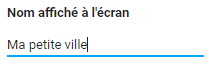 Nom affiché à l'écran
Ma petite ville